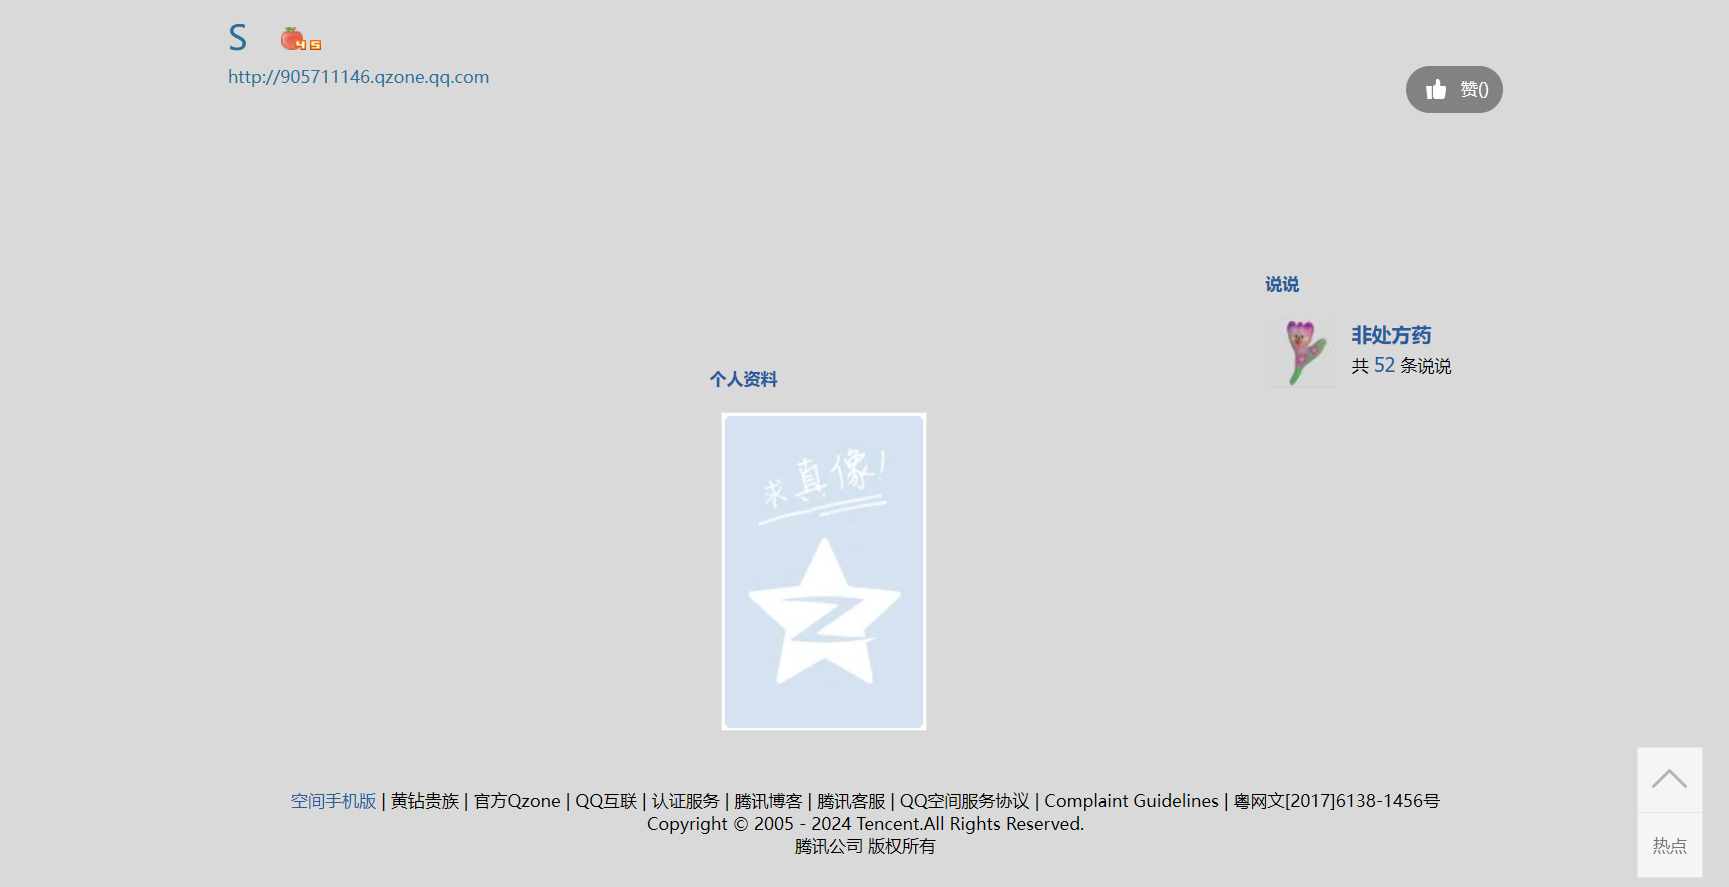 S 45
http://905711146.qzone.qq.com
赞()
说说
非处方药
共 52 条说说
个人资料
求真像!
空间手机版 | 黄钻贵族 | 官方Qzone | QQ互联 | 认证服务 | 腾讯博客 | 腾讯客服 | QQ空间服务协议 | Complaint Guidelines | 粤网文[2017]6138-1456号
Copyright © 2005 - 2024 Tencent.All Rights Reserved.
腾讯公司 版权所有
热点